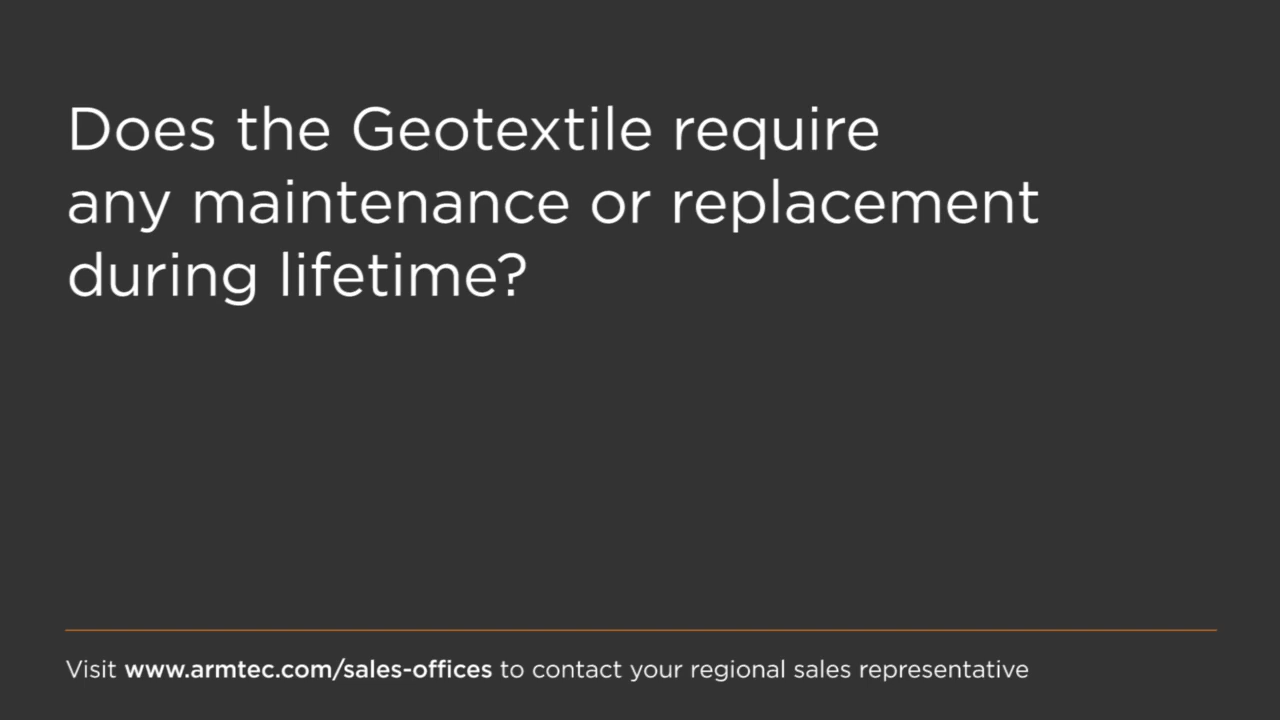 Does the Geotextile require
any maintenance or replacement
during lifetime?
Visit www.armtec.com/sales-offices to contact your regional sales representative